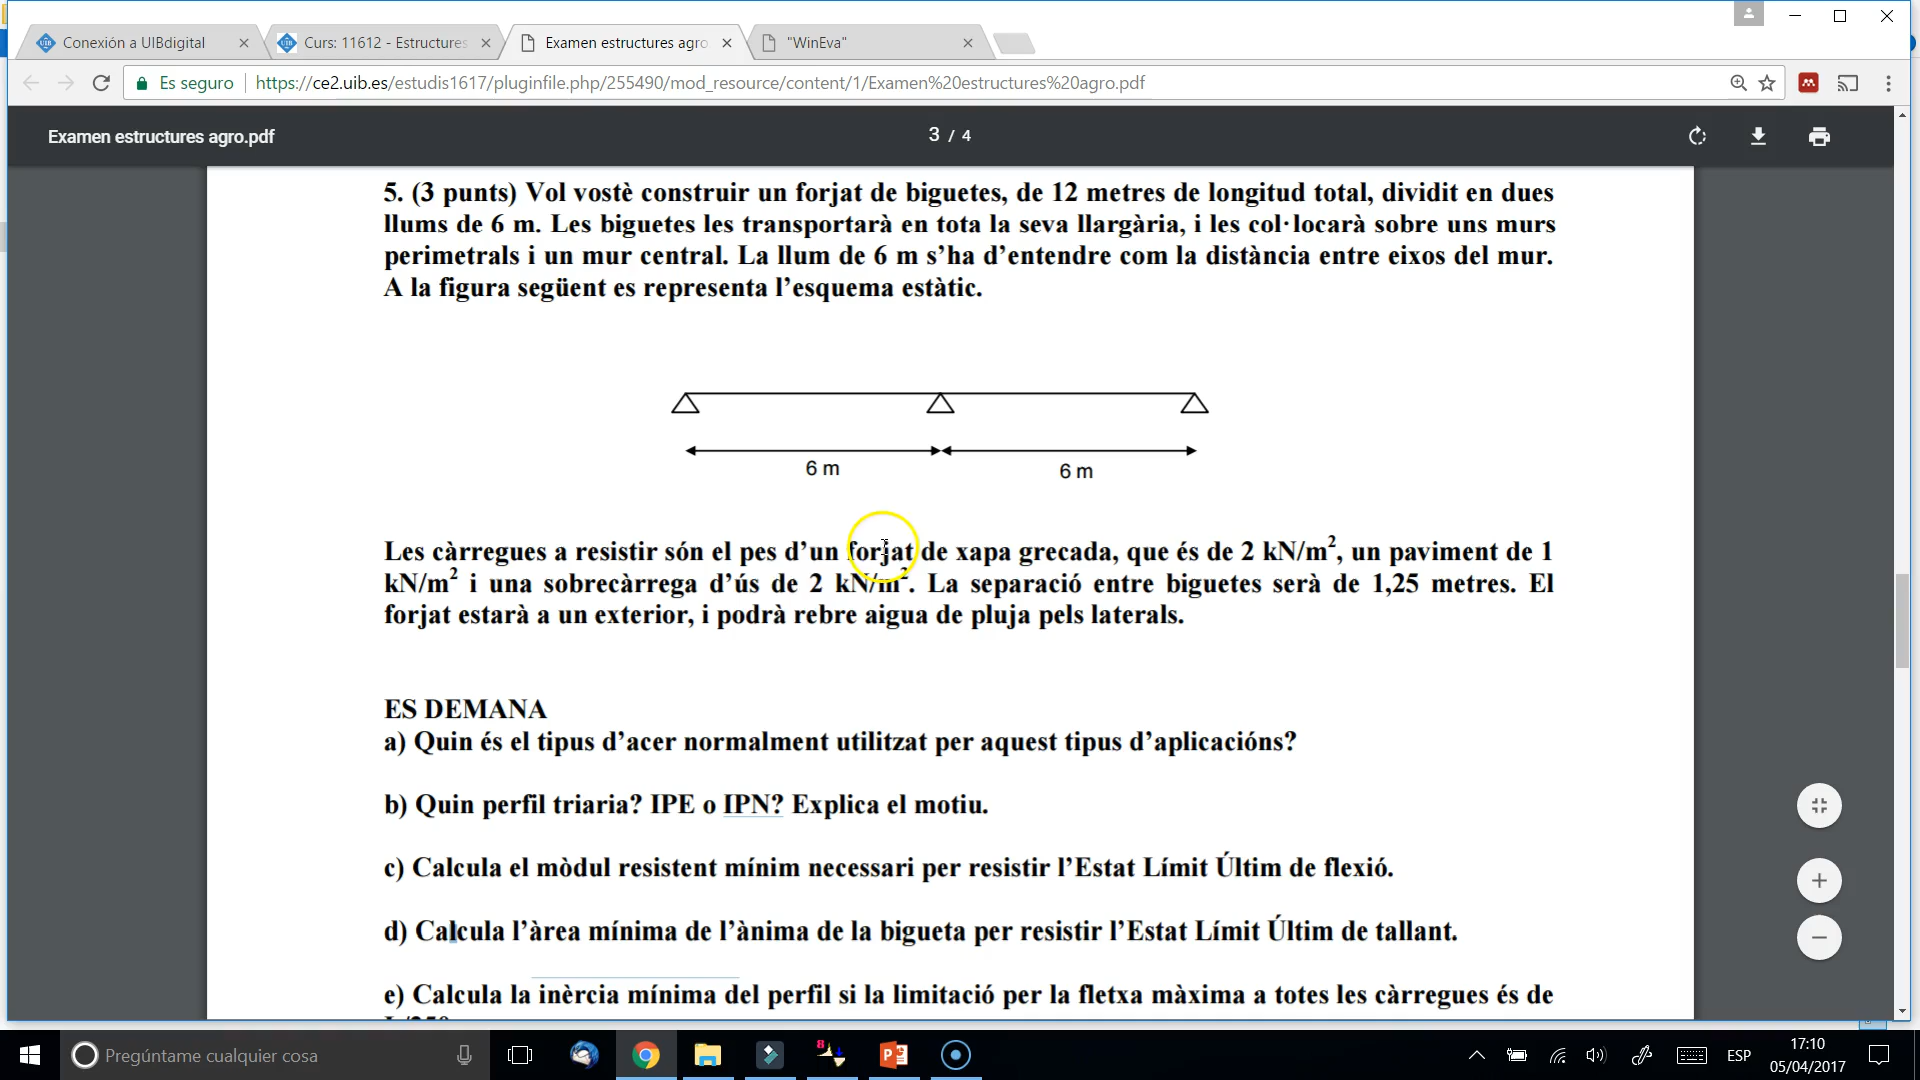 Conexión a UIBdigital
Curs: 11612 - Estructures
Examen estructures agro
"WinEva"
Es seguro
https://ce2.uib.es/estudis1617/pluginfile.php/255490/mod_resource/content/1/Examen%20estructures%20agro.pdf
Examen estructures agro.pdf
3 / 4
5. (3 punts) Vol vostè construir un forjat de biguetes, de 12 metres de longitud total, dividit en dues
llums de 6 m. Les biguetes les transportarà en tota la seva llargària, i les col·locarà sobre uns murs
perimetrals i un mur central. La llum de 6 m s’ha d’entendre com la distància entre eixos del mur.
A la figura següent es representa l’esquema estàtic.
6 m
6 m
Les càrregues a resistir són el pes d’un forjat de xapa grecada, que és de 2 kN/m², un paviment de 1
kN/m² i una sobrecàrrega d’ús de 2 kN/m². La separació entre biguetes serà de 1,25 metres. El
forjat estarà a un exterior, i podrà rebre aigua de pluja pels laterals.
ES DEMANA
a) Quin és el tipus d’acer normalment utilitzat per aquest tipus d’aplicacións?
b) Quin perfil triaria? IPE o IPN? Explica el motiu.
c) Calcula el mòdul resistent mínim necessari per resistir l’Estat Límit Últim de flexió.
d) Calcula l’àrea mínima de l’ànima de la bigueta per resistir l’Estat Límit Últim de tallant.
e) Calcula la inèrcia mínima del perfil si la limitació per la fletxa màxima a totes les càrregues és de
Pregúntame cualquier cosa
8
ESP
17:10
05/04/2017